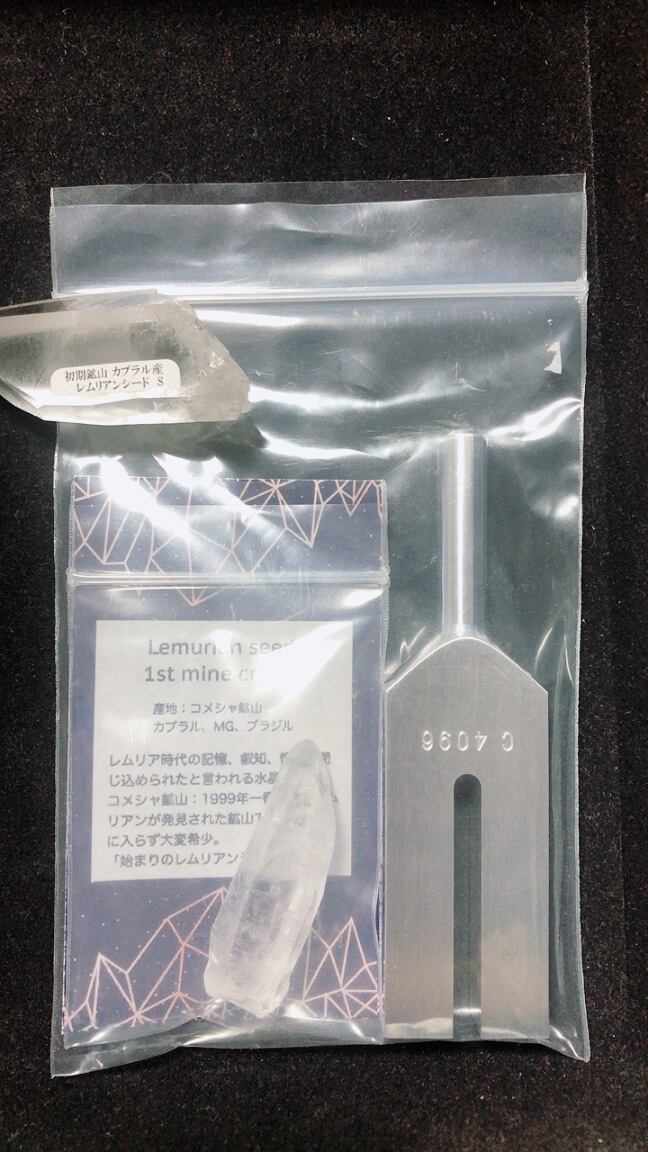 初期鉱山 カブラル産
レムリアンシード S
Lemurian
1st mine
産地：コメシャ鉱山
カブラル、MG、ブラジル
レムリア時代の記憶、叡知、
じ込められたと言われる水晶
コメシャ鉱山：1999年一番
リアンが発見された鉱山
に入らず大変希少。
「始まりのレムリアン
C 4096